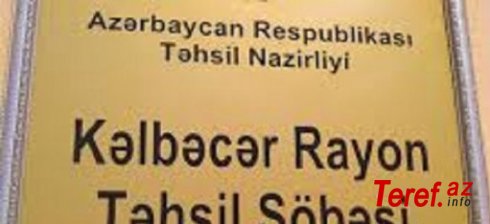 Azərbaycan Respublikası
Təhsil Nazirliyi
Kəlbəcər Rayon
Təhsil Şöbəsi
Teref.az
info